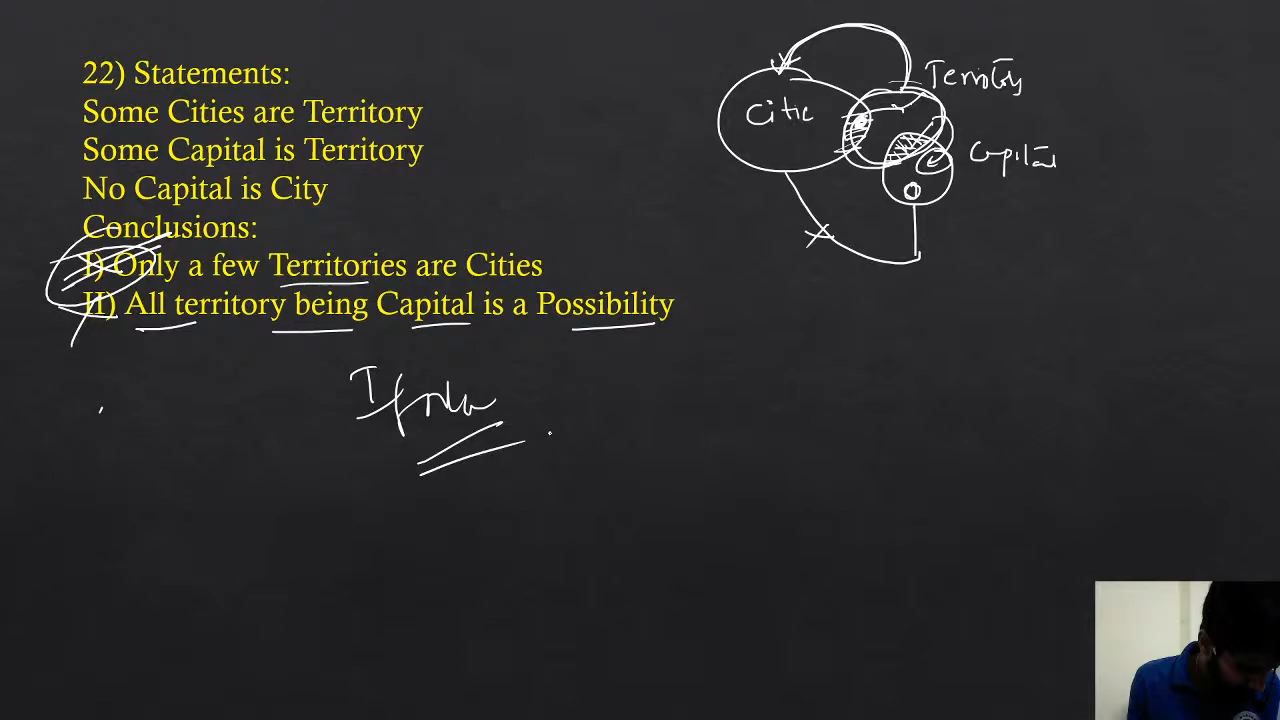 22) Statements:
Some Cities are Territory
Some Capital is Territory
No Capital is City
Conclusions:
I) Only a few Territories are Cities
II) All territory being Capital is a Possibility
Citie
Territory
Capital